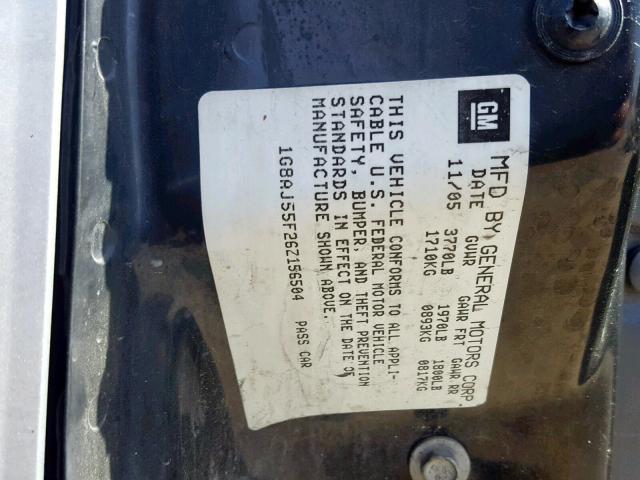 GM
MFD BY GENERAL MOTORS CORP.
DATE GVWR GAWR FRT GAWR RR
11/05 3770LB 1970LB 1800LB
1710KG 0893KG 0817KG
THIS VEHICLE CONFORMS TO ALL APPLI-
CABLE U.S. FEDERAL MOTOR VEHICLE
SAFETY, BUMPER, AND THEFT PREVENTION
STANDARDS IN EFFECT ON THE DATE OF
MANUFACTURE SHOWN ABOVE.
1G8AJ55F26Z156504 PASS CAR